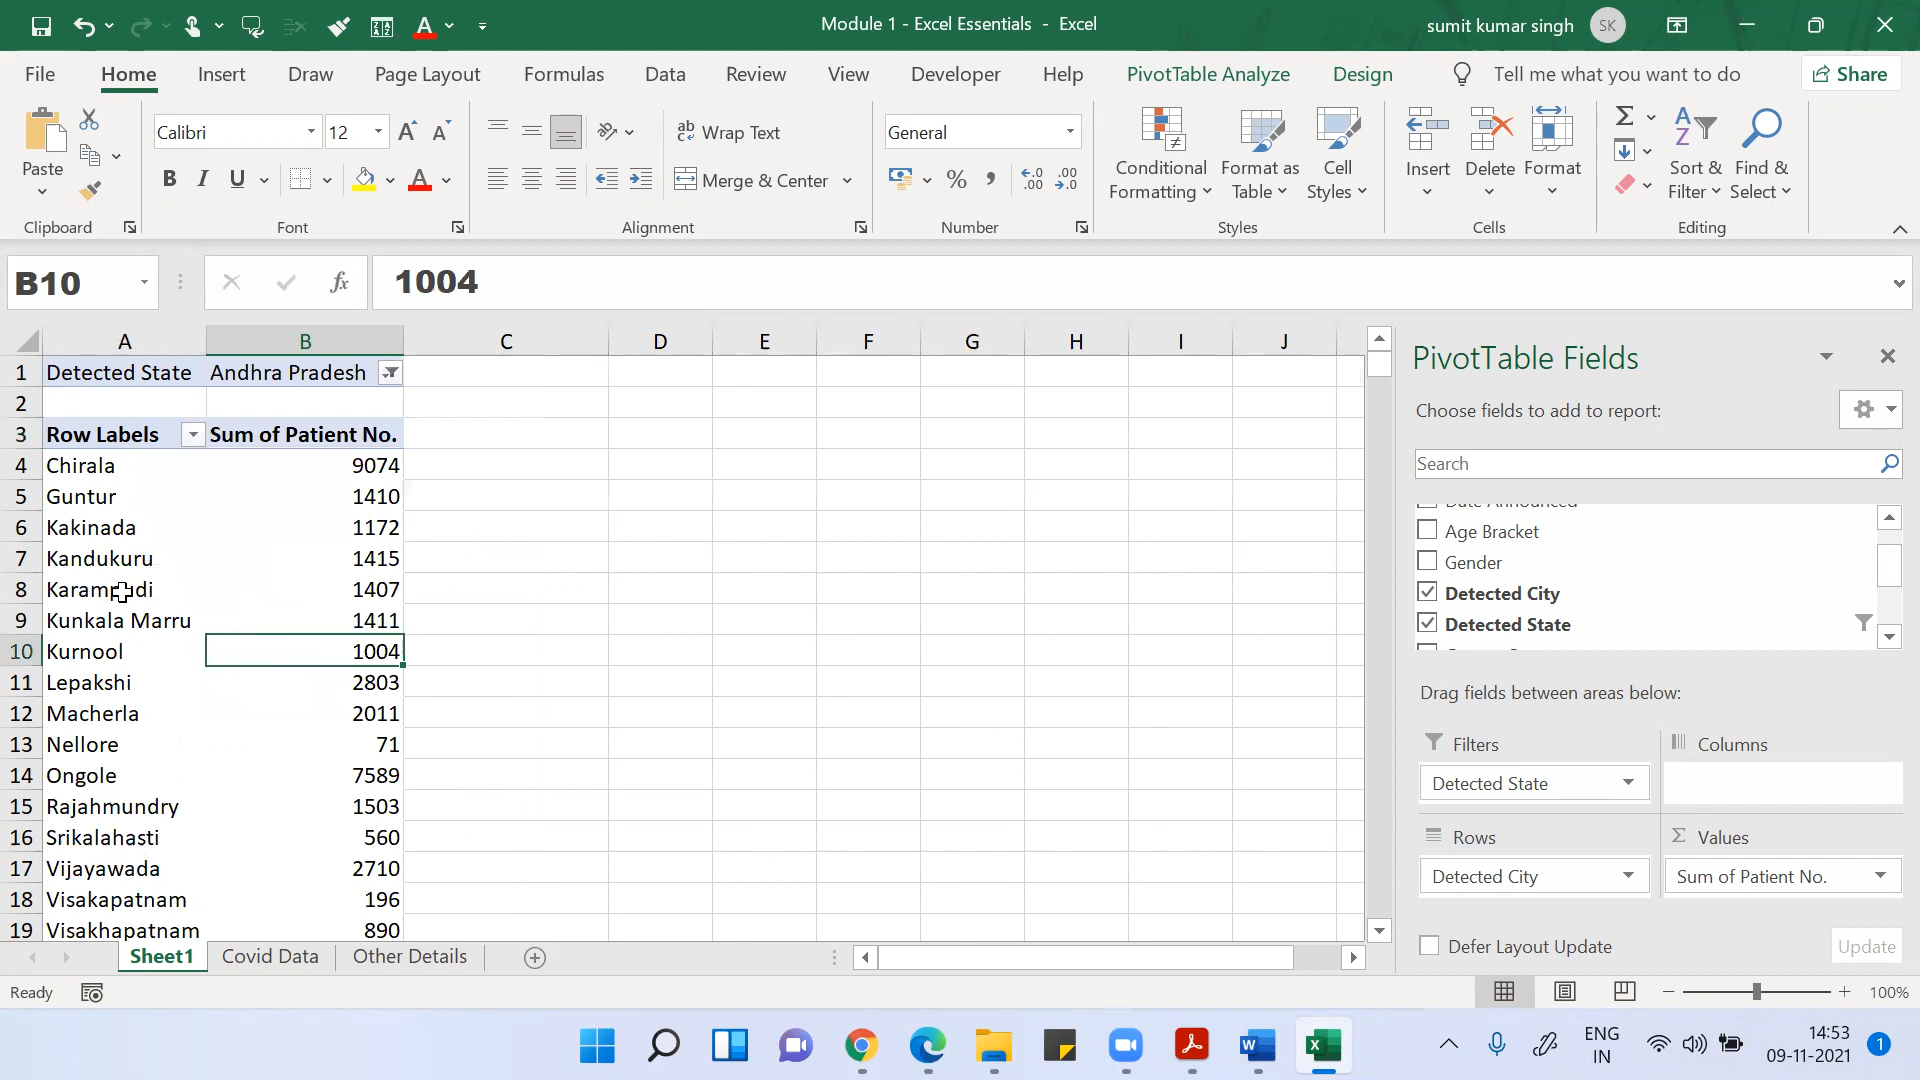 Module 1 - Excel Essentials - Excel
sumit kumar singh
SK
File Home Insert Draw Page Layout Formulas Data Review View Developer Help PivotTable Analyze Design Tell me what you want to do Share
Paste
Calibri 12
Wrap Text
General
B I U
Merge & Center
Conditional Formatting
Format as Table
Cell Styles
Insert Delete Format
Sort & Filter
Find & Select
Clipboard Font Alignment Number Styles Cells Editing
B10 fx 1004
A B C D E F G H I J
1 Detected State Andhra Pradesh
2
3 Row Labels Sum of Patient No.
4 Chirala 9074
5 Guntur 1410
6 Kakinada 1172
7 Kandukuru 1415
8 Karampudi 1407
9 Kunkala Marru 1411
10 Kurnool 1004
11 Lepakshi 2803
12 Macherla 2011
13 Nellore 71
14 Ongole 7589
15 Rajahmundry 1503
16 Srikalahasti 560
17 Vijayawada 2710
18 Visakapatnam 196
19 Visakhapatnam 890
PivotTable Fields
Choose fields to add to report:
Search
Date Announced
Age Bracket
Gender
Detected City
Detected State
Drag fields between areas below:
Filters Columns
Detected State
Rows Values
Detected City Sum of Patient No.
Defer Layout Update Update
Sheet1 Covid Data Other Details
Ready
100%
ENG
IN
14:53
09-11-2021
1